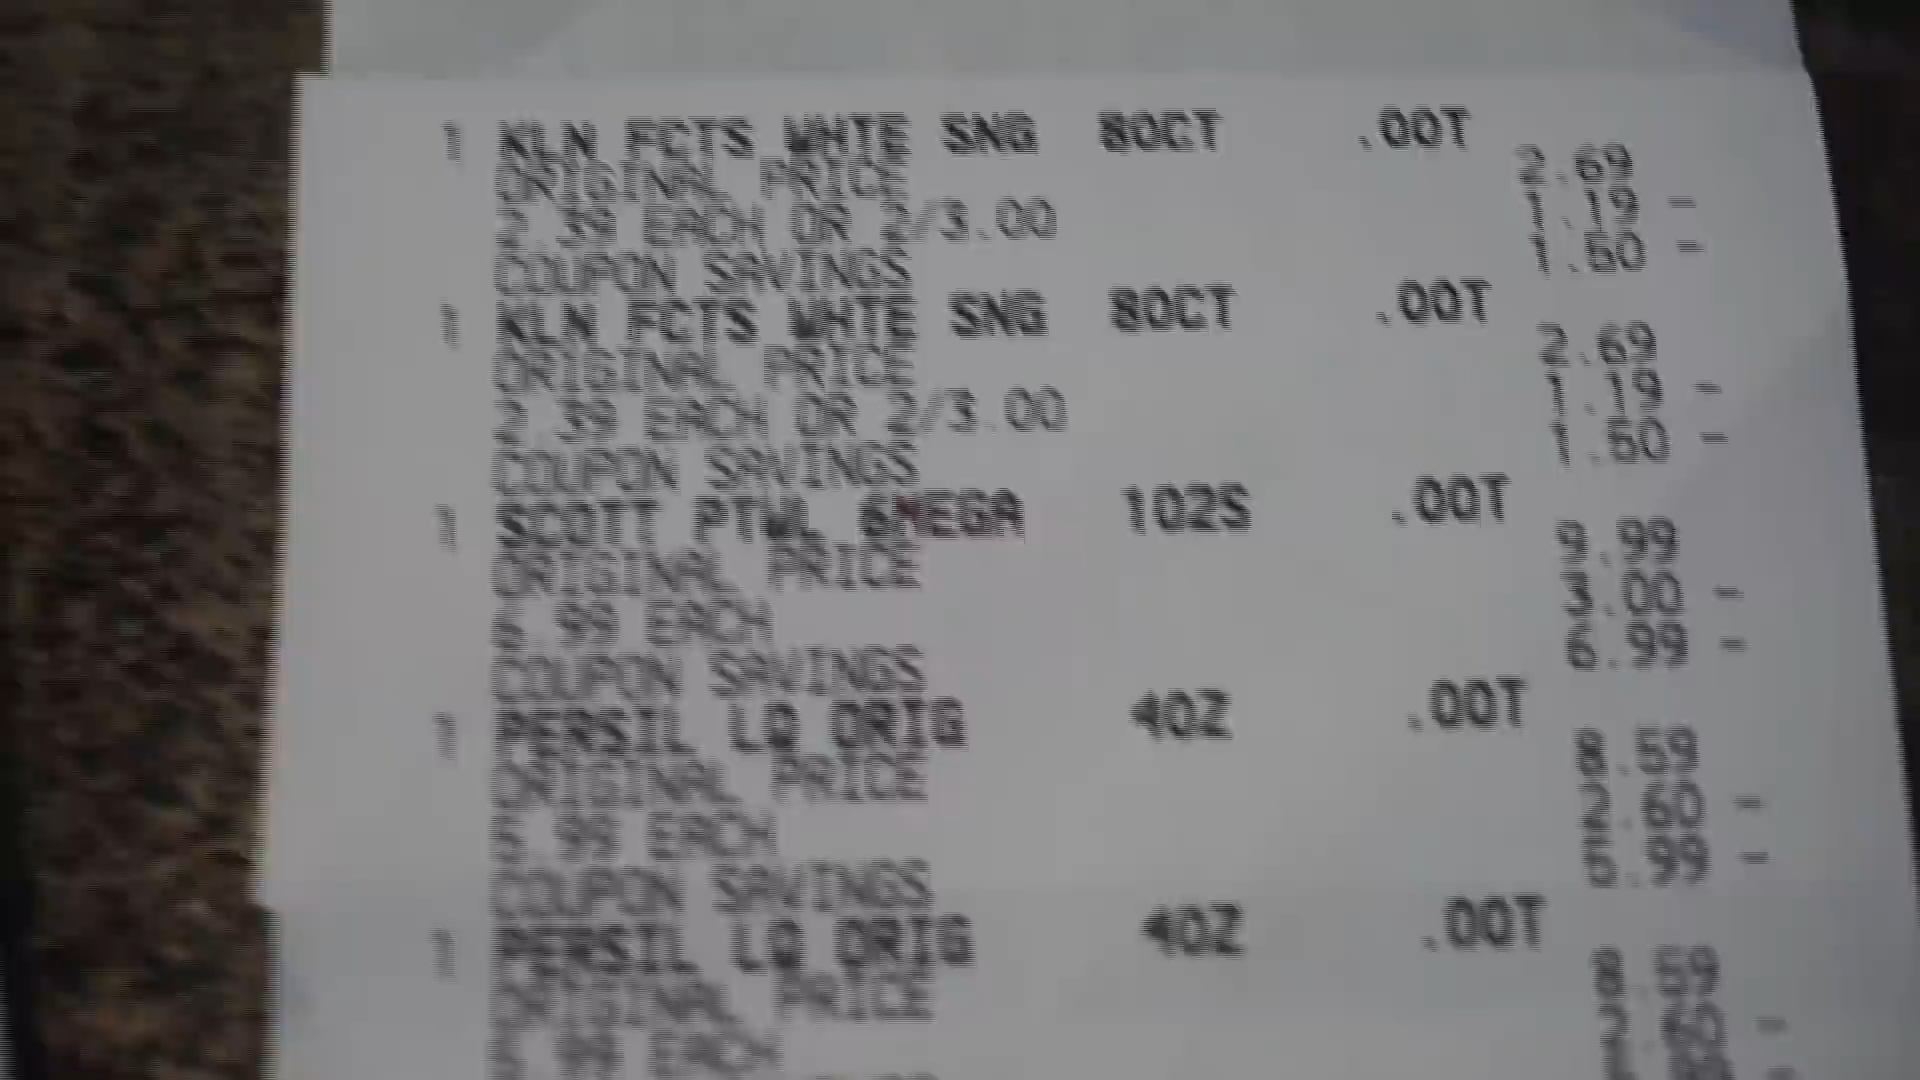 1 KLN FCTS WHTE SNG 80CT .00T
ORIGINAL PRICE 2.69
2.39 EACH OR 2/3.00 1.19 -
COUPON SAVINGS 1.50 -
1 KLN FCTS WHTE SNG 80CT .00T
ORIGINAL PRICE 2.69
2.39 EACH OR 2/3.00 1.19 -
COUPON SAVINGS 1.50 -
1 SCOTT PTWL 6MEGA 102S .00T
ORIGINAL PRICE 9.99
99 EACH 3.00 -
COUPON SAVINGS 6.99 -
1 PERSIL LQ ORIG 40Z .00T
ORIGINAL PRICE 8.59
99 EACH 2.60 -
COUPON SAVINGS 5.99 -
1 PERSIL LQ ORIG 40Z .00T
ORIGINAL PRICE 8.59
99 EACH 2.60 -